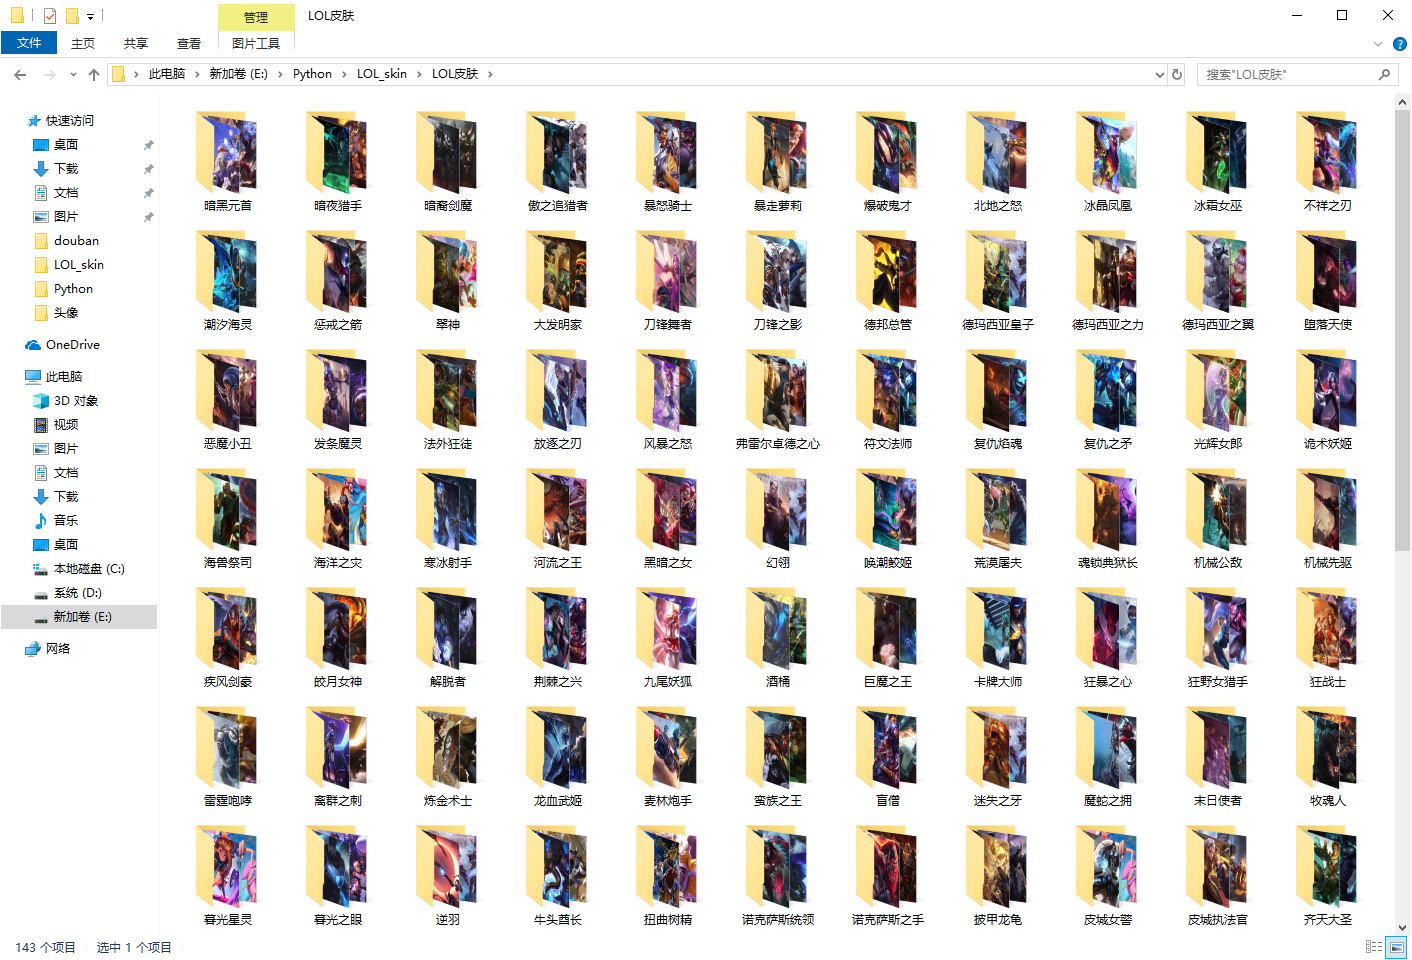 管理
LOL皮肤
文件
主页
共享
查看
图片工具
此电脑 > 新加卷 (E:) > Python > LOL_skin > LOL皮肤 >
搜索"LOL皮肤"
快速访问
桌面
下载
文档
图片
douban
LOL_skin
Python
头像
OneDrive
此电脑
3D 对象
视频
图片
文档
下载
音乐
桌面
本地磁盘 (C:)
系统 (D:)
新加卷 (E:)
网络
暗黑元首 暗夜猎手 暗裔剑魔 傲之追猎者 暴怒骑士 暴走萝莉 爆破鬼才 北地之怒 冰晶凤凰 冰霜女巫 不祥之刃
潮汐海灵 惩戒之箭 翠神 大发明家 刀锋舞者 刀锋之影 德邦总管 德玛西亚皇子 德玛西亚之力 德玛西亚之翼 堕落天使
恶魔小丑 发条魔灵 法外狂徒 放逐之刃 风暴之怒 弗雷尔卓德之心 符文法师 复仇焰魂 复仇之矛 光辉女郎 诡术妖姬
海兽祭司 海洋之灾 寒冰射手 河流之王 黑暗之女 幻翎 唤潮鲛姬 荒漠屠夫 魂锁典狱长 机械公敌 机械先驱
疾风剑豪 皎月女神 解脱者 荆棘之兴 九尾妖狐 酒桶 巨魔之王 卡牌大师 狂暴之心 狂野女猎手 狂战士
雷霆咆哮 离群之刺 炼金术士 龙血武姬 麦林炮手 蛮族之王 盲僧 迷失之牙 魔蛇之拥 末日使者 牧魂人
暮光星灵 暮光之眼 逆羽 牛头酋长 扭曲树精 诺克萨斯统领 诺克萨斯之手 披甲龙龟 皮城女警 皮城执法官 齐天大圣
143 个项目
选中 1 个项目